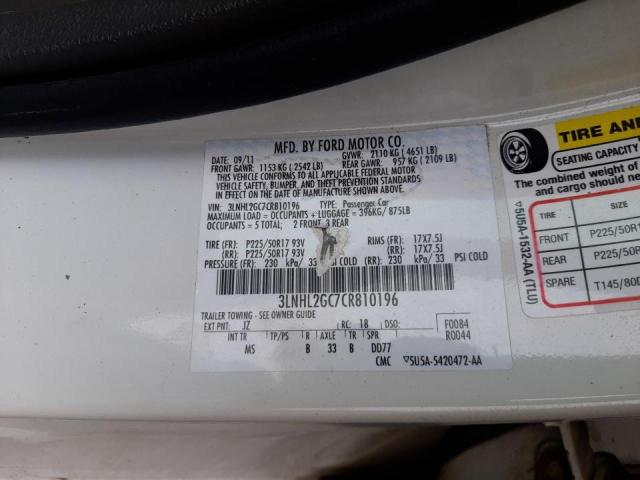 MFD. BY FORD MOTOR CO.
DATE: 09/11 GVWR: 2110 KG ( 4651 LB)
FRONT GAWR: 1153 KG ( 2542 LB) REAR GAWR: 957 KG ( 2109 LB)
THIS VEHICLE CONFORMS TO ALL APPLICABLE FEDERAL MOTOR
VEHICLE SAFETY, BUMPER, AND THEFT PREVENTION STANDARDS
IN EFFECT ON THE DATE OF MANUFACTURE SHOWN ABOVE.
VIN: 3LNHL2GC7CR810196 TYPE: Passenger Car
MAXIMUM LOAD = OCCUPANTS + LUGGAGE = 396KG/ 875LB
OCCUPANTS = 5 TOTAL: 2 FRONT 3 REAR
TIRE (FR): P225/50R17 93V RIMS (FR): 17X7.5J
TIRE (RR): P225/50R17 93V (RR): 17X7.5J
PRESSURE (FR): 230 kPa/ 33 (RR): 230 kPa/ 33 PSI COLD
3LNHL2GC7CR810196
TRAILER TOWING - SEE OWNER GUIDE
EXT PNT: JZ RC: 18 DSO: F0084
INT TR TP/PS R AXLE TR SPR R0044
MS B 33 B DD77
CMC ▽5U5A-5420472-AA
▽5U5A-1532-AA (TLU)
TIRE AND
SEATING CAPACITY
The combined weight of
and cargo should ne
TIRE SIZE
FRONT P225/50R
REAR P225/50R
SPARE T145/80D